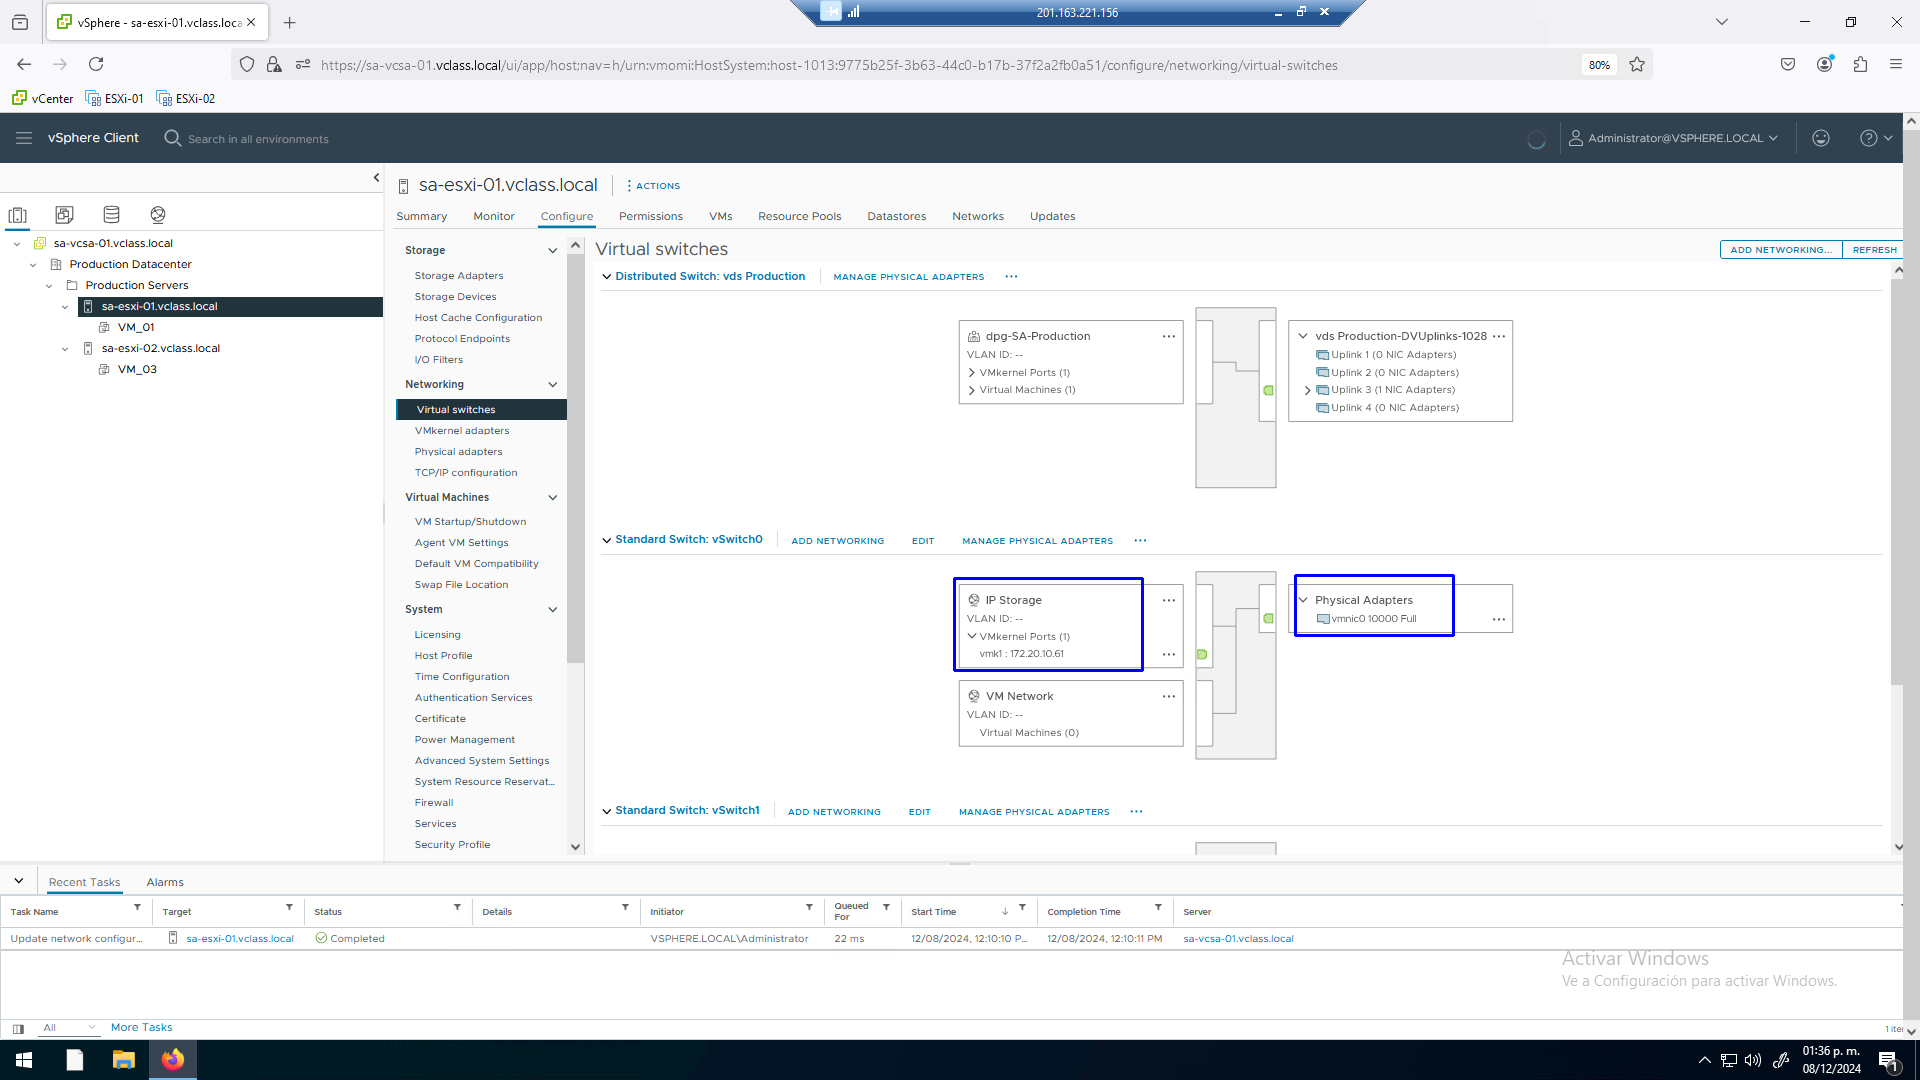 vSphere - sa-esxi-01.vclass.loca
201.163.221.156
https://sa-vcsa-01.vclass.local/ui/app/host;nav=h/urn:vmomi:HostSystem:host-1013:9775b25f-3b63-44c0-b17b-37f2a2fb0a51/configure/networking/virtual-switches
80%
vCenter
ESXi-01
ESXi-02
vSphere Client
Search in all environments
Administrator@VSPHERE.LOCAL
sa-esxi-01.vclass.local
ACTIONS
Summary
Monitor
Configure
Permissions
VMs
Resource Pools
Datastores
Networks
Updates
sa-vcsa-01.vclass.local
Production Datacenter
Production Servers
sa-esxi-01.vclass.local
VM_01
sa-esxi-02.vclass.local
VM_03
Storage
Storage Adapters
Storage Devices
Host Cache Configuration
Protocol Endpoints
I/O Filters
Networking
Virtual switches
VMkernel adapters
Physical adapters
TCP/IP configuration
Virtual Machines
VM Startup/Shutdown
Agent VM Settings
Default VM Compatibility
Swap File Location
System
Licensing
Host Profile
Time Configuration
Authentication Services
Certificate
Power Management
Advanced System Settings
System Resource Reservat...
Firewall
Services
Security Profile
Virtual switches
ADD NETWORKING...
REFRESH
Distributed Switch: vds Production
MANAGE PHYSICAL ADAPTERS
...
dpg-SA-Production
...
VLAN ID: --
VMkernel Ports (1)
Virtual Machines (1)
vds Production-DVUplinks-1028
...
Uplink 1 (0 NIC Adapters)
Uplink 2 (0 NIC Adapters)
Uplink 3 (1 NIC Adapters)
Uplink 4 (0 NIC Adapters)
Standard Switch: vSwitch0
ADD NETWORKING
EDIT
MANAGE PHYSICAL ADAPTERS
...
IP Storage
...
VLAN ID: --
VMkernel Ports (1)
vmk1 : 172.20.10.61
...
Physical Adapters
vmnic0 10000 Full
...
VM Network
...
VLAN ID: --
Virtual Machines (0)
Standard Switch: vSwitch1
ADD NETWORKING
EDIT
MANAGE PHYSICAL ADAPTERS
...
Recent Tasks
Alarms
Task Name
Target
Status
Details
Initiator
Queued For
Start Time
Completion Time
Server
Update network configur...
sa-esxi-01.vclass.local
Completed
VSPHERE.LOCAL\Administrator
22 ms
12/08/2024, 12:10:10 P...
12/08/2024, 12:10:11 PM
sa-vcsa-01.vclass.local
Activar Windows
Ve a Configuración para activar Windows.
All
More Tasks
1 ite
01:36 p. m.
08/12/2024
1